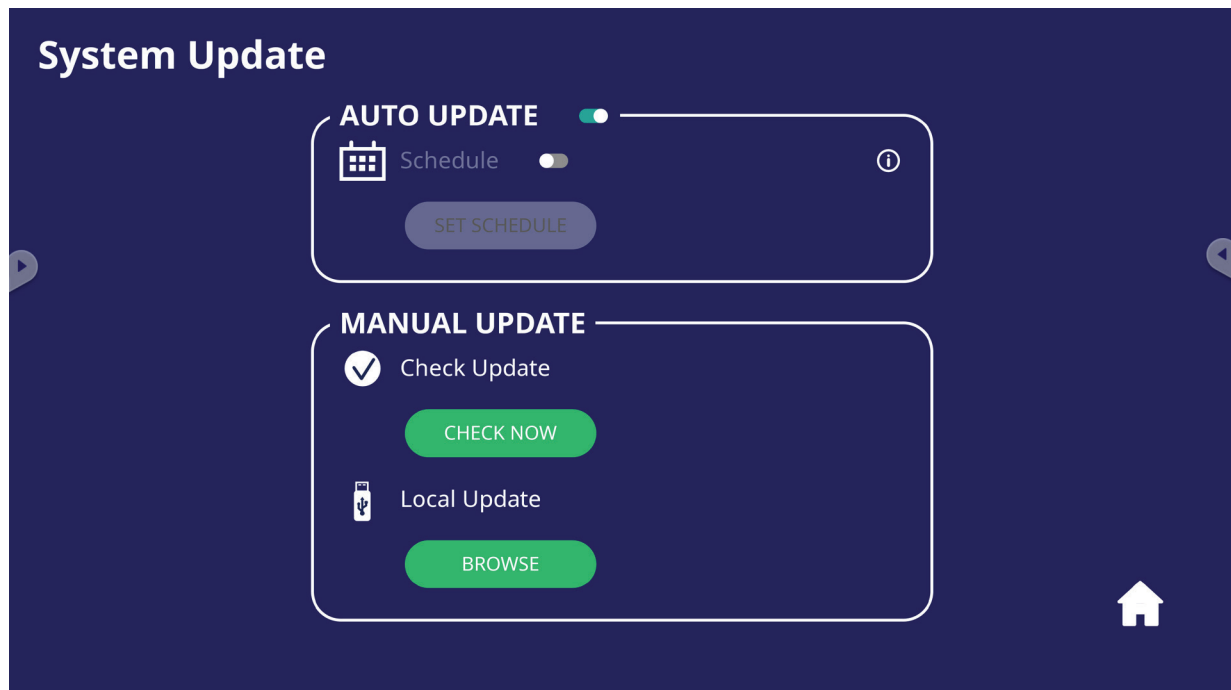 System Update
AUTO UPDATE
Schedule
SET SCHEDULE
MANUAL UPDATE
Check Update
CHECK NOW
Local Update
BROWSE